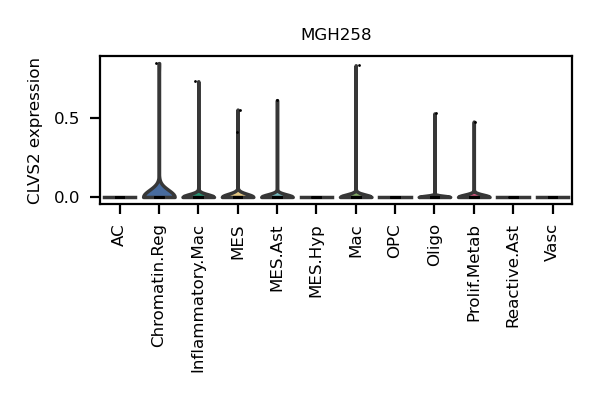 MGH258
CLVS2 expression
0.5
0.0
AC
Chromatin.Reg
Inflammatory.Mac
MES
MES.Ast
MES.Hyp
Mac
OPC
Oligo
Prolif.Metab
Reactive.Ast
Vasc